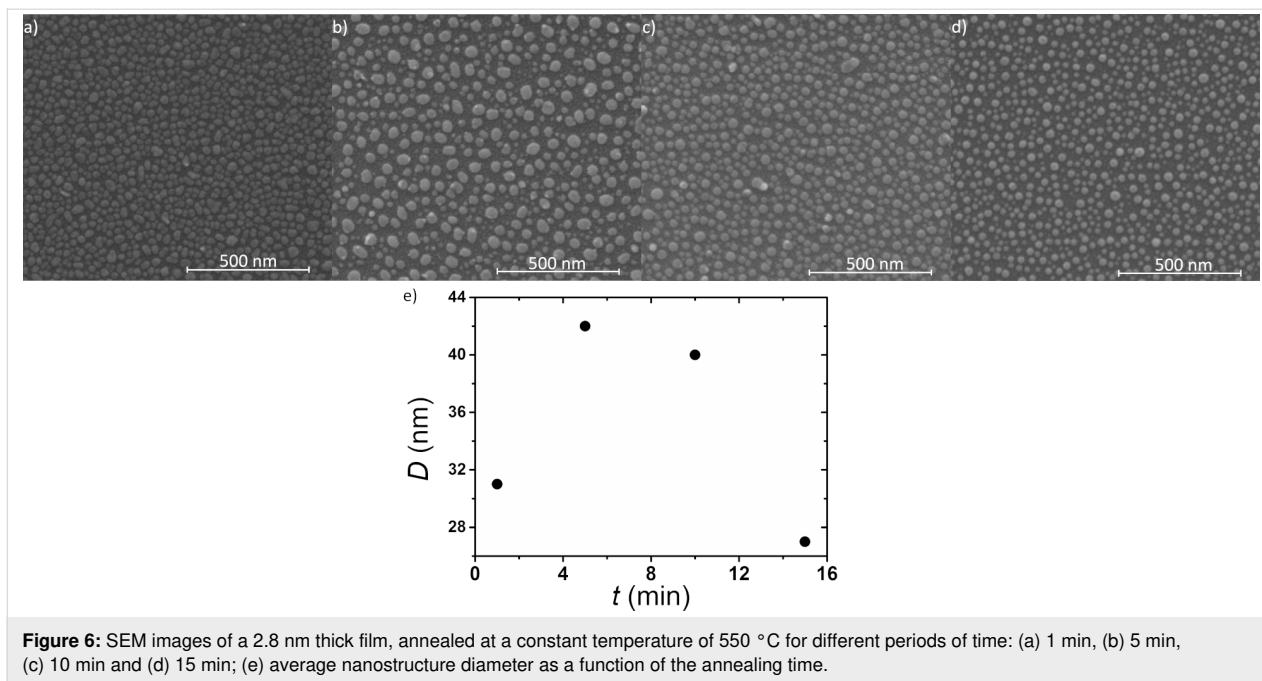 a)
b)
c)
d)
500 nm
500 nm
500 nm
500 nm
e)
44
40
36
32
28
D (nm)
0 4 8 12 16
t (min)
Figure 6: SEM images of a 2.8 nm thick film, annealed at a constant temperature of 550 °C for different periods of time: (a) 1 min, (b) 5 min,
(c) 10 min and (d) 15 min; (e) average nanostructure diameter as a function of the annealing time.